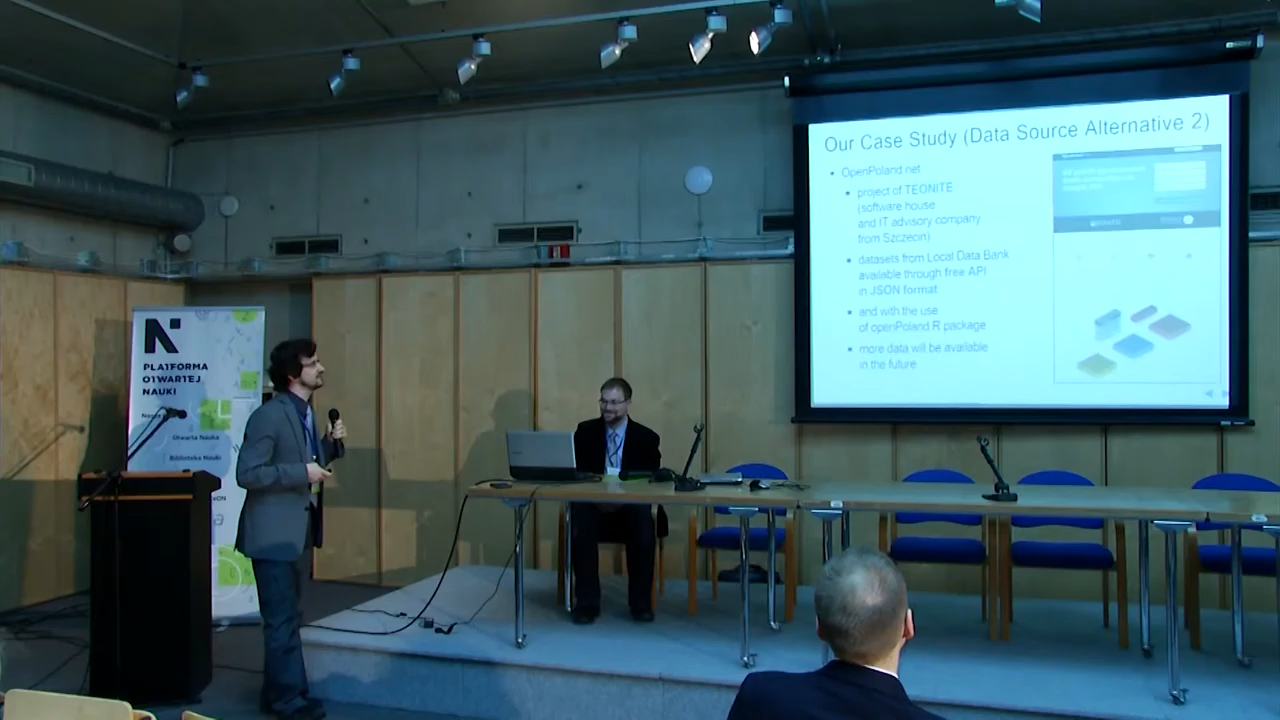 Our Case Study (Data Source Alternative 2)
OpenPoland.net
project of TEONITE
(software house
and IT advisory company
from Szczecin)
datasets from Local Data Bank
available through free API
in JSON format
and with the use
of openPoland R package
more data will be available
in the future
N
PLATFORMA
OTWARTEJ
NAUKI
Otwarta Nauka
Biblioteka Nauki